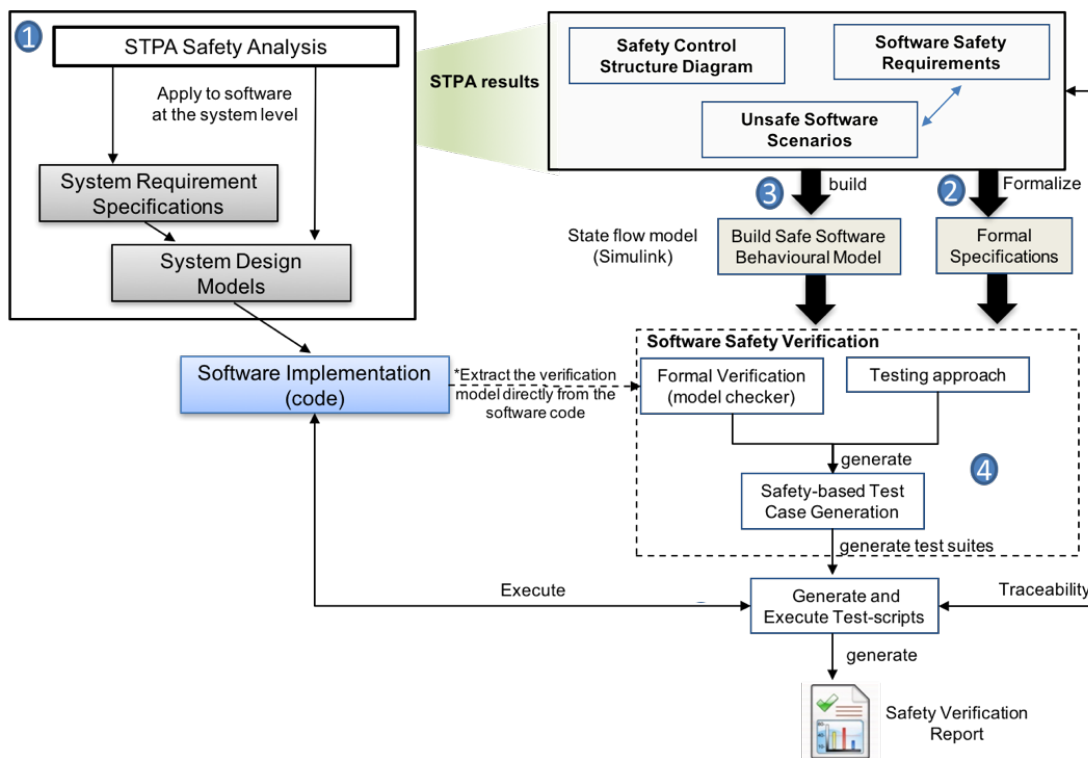 1
STPA Safety Analysis
Apply to software
at the system level
System Requirement
Specifications
System Design
Models
STPA results
Safety Control
Structure Diagram
Software Safety
Requirements
Unsafe Software
Scenarios
3
build
2
Formalize
State flow model
(Simulink)
Build Safe Software
Behavioural Model
Formal
Specifications
Software Safety Verification
Software Implementation
(code)
*Extract the verification
model directly from the
software code
Formal Verification
(model checker)
Testing approach
generate
4
Safety-based Test
Case Generation
generate test suites
Execute
Generate and
Execute Test-scripts
Traceability
generate
Safety Verification
Report